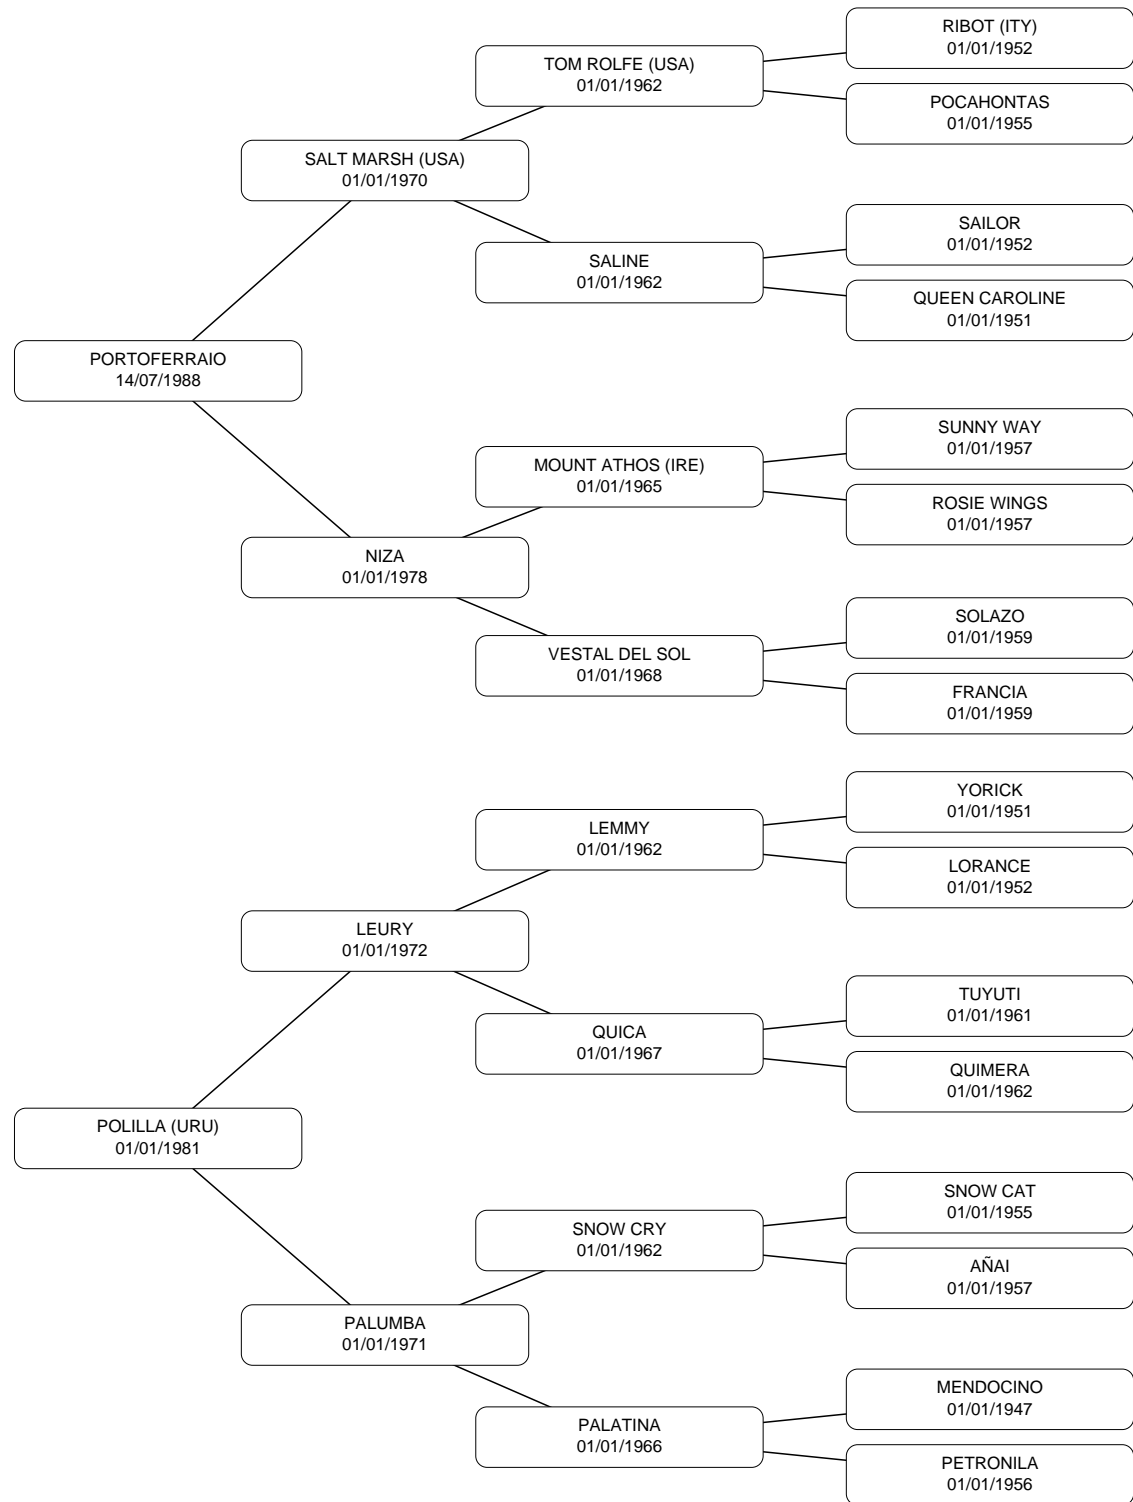 RIBOT (ITY)
01/01/1952
TOM ROLFE (USA)
01/01/1962
POCAHONTAS
01/01/1955
SALT MARSH (USA)
01/01/1970
SAILOR
01/01/1952
SALINE
01/01/1962
QUEEN CAROLINE
01/01/1951
PORTOFERRAIO
14/07/1988
SUNNY WAY
01/01/1957
MOUNT ATHOS (IRE)
01/01/1965
ROSIE WINGS
01/01/1957
NIZA
01/01/1978
SOLAZO
01/01/1959
VESTAL DEL SOL
01/01/1968
FRANCIA
01/01/1959
YORICK
01/01/1951
LEMMY
01/01/1962
LORANCE
01/01/1952
LEURY
01/01/1972
TUYUTI
01/01/1961
QUICA
01/01/1967
QUIMERA
01/01/1962
POLILLA (URU)
01/01/1981
SNOW CAT
01/01/1955
SNOW CRY
01/01/1962
AÑAI
01/01/1957
PALUMBA
01/01/1971
MENDOCINO
01/01/1947
PALATINA
01/01/1966
PETRONILA
01/01/1956